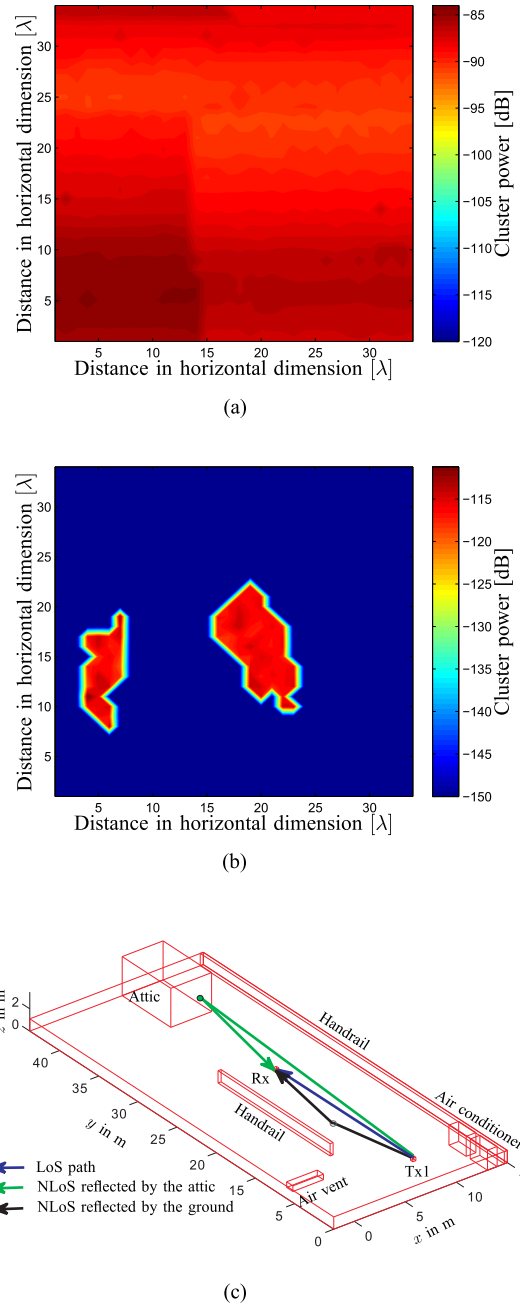 Distance in horizontal dimension [λ]
30
25
20
15
10
5
5 10 15 20 25 30
Distance in horizontal dimension [λ]
−85
−90
−95
−100
−105
−110
−115
−120
Cluster power [dB]
(a)
Distance in horizontal dimension [λ]
30
25
20
15
10
5
5 10 15 20 25 30
Distance in horizontal dimension [λ]
−115
−120
−125
−130
−135
−140
−145
−150
Cluster power [dB]
(b)
z in m
2
0
Attic
Handrail
40
35
30
25
20
15
5
0
y in m
Rx
Handrail
Air conditioner
Tx1
Air vent
0
5
10
x in m
LoS path
NLoS reflected by the attic
NLoS reflected by the ground
(c)